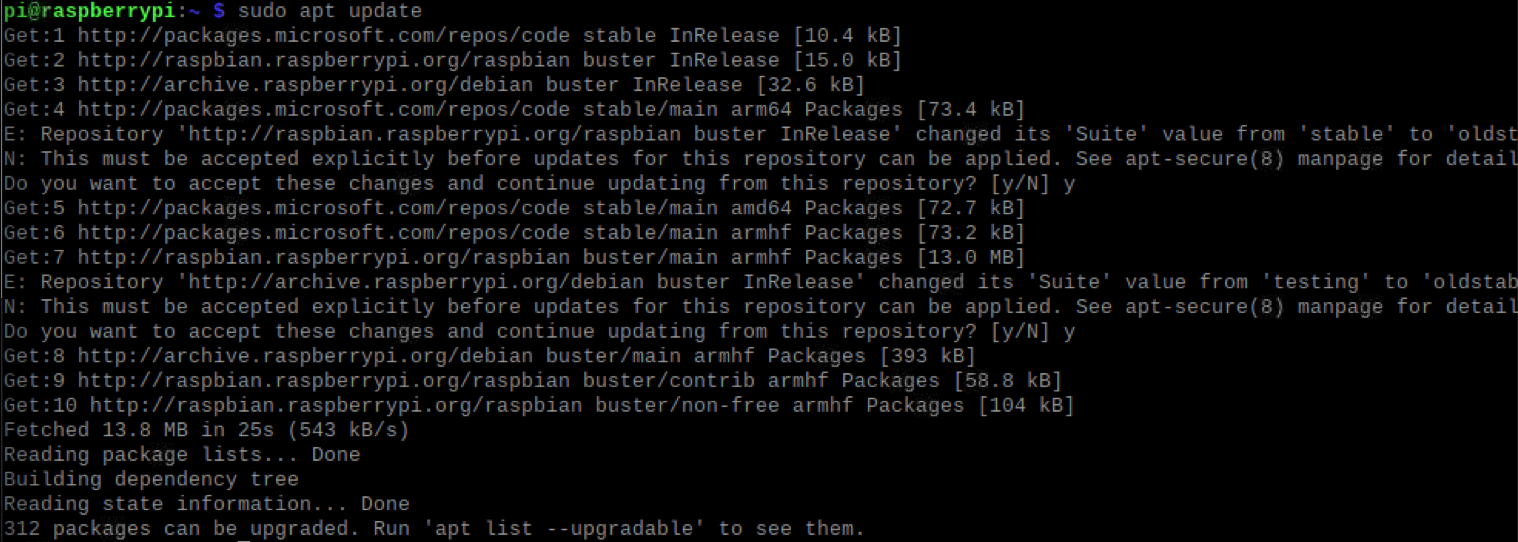 pi@raspberrypi:~ $ sudo apt update
Get:1 http://packages.microsoft.com/repos/code stable InRelease [10.4 kB]
Get:2 http://raspbian.raspberrypi.org/raspbian buster InRelease [15.0 kB]
Get:3 http://archive.raspberrypi.org/debian buster InRelease [32.6 kB]
Get:4 http://packages.microsoft.com/repos/code stable/main arm64 Packages [73.4 kB]
E: Repository 'http://raspbian.raspberrypi.org/raspbian buster InRelease' changed its 'Suite' value from 'stable' to 'oldst
N: This must be accepted explicitly before updates for this repository can be applied. See apt-secure(8) manpage for detail
Do you want to accept these changes and continue updating from this repository? [y/N] y
Get:5 http://packages.microsoft.com/repos/code stable/main amd64 Packages [72.7 kB]
Get:6 http://packages.microsoft.com/repos/code stable/main armhf Packages [73.2 kB]
Get:7 http://raspbian.raspberrypi.org/raspbian buster/main armhf Packages [13.0 MB]
E: Repository 'http://archive.raspberrypi.org/debian buster InRelease' changed its 'Suite' value from 'testing' to 'oldstab
N: This must be accepted explicitly before updates for this repository can be applied. See apt-secure(8) manpage for detail
Do you want to accept these changes and continue updating from this repository? [y/N] y
Get:8 http://archive.raspberrypi.org/debian buster/main armhf Packages [393 kB]
Get:9 http://raspbian.raspberrypi.org/raspbian buster/contrib armhf Packages [58.8 kB]
Get:10 http://raspbian.raspberrypi.org/raspbian buster/non-free armhf Packages [104 kB]
Fetched 13.8 MB in 25s (543 kB/s)
Reading package lists... Done
Building dependency tree
Reading state information... Done
312 packages can be upgraded. Run 'apt list --upgradable' to see them.